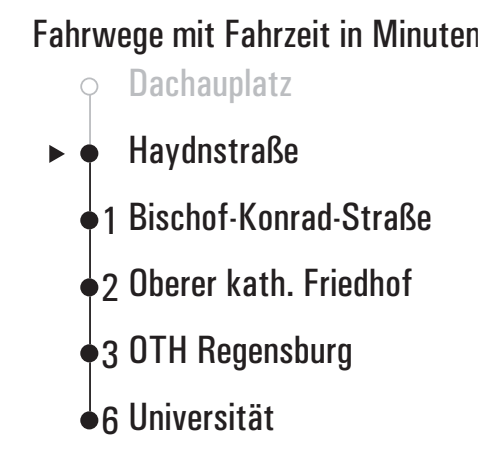 Fahrwege mit Fahrzeit in Minuten
Dachauplatz
Haydnstraße
1 Bischof-Konrad-Straße
2 Oberer kath. Friedhof
3 OTH Regensburg
6 Universität